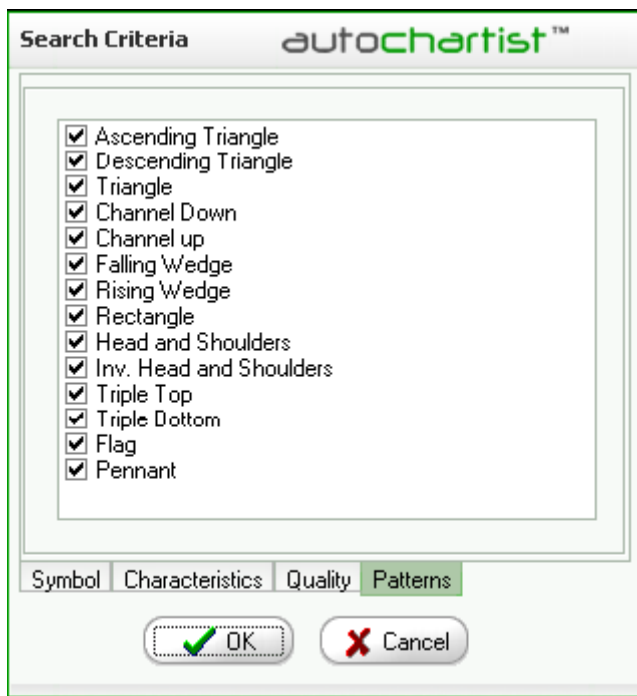 Search Criteria autochartist™
Ascending Triangle
Descending Triangle
Triangle
Channel Down
Channel up
Falling Wedge
Rising Wedge
Rectangle
Head and Shoulders
Inv. Head and Shoulders
Triple Top
Triple Bottom
Flag
Pennant
Symbol Characteristics Quality Patterns
OK Cancel